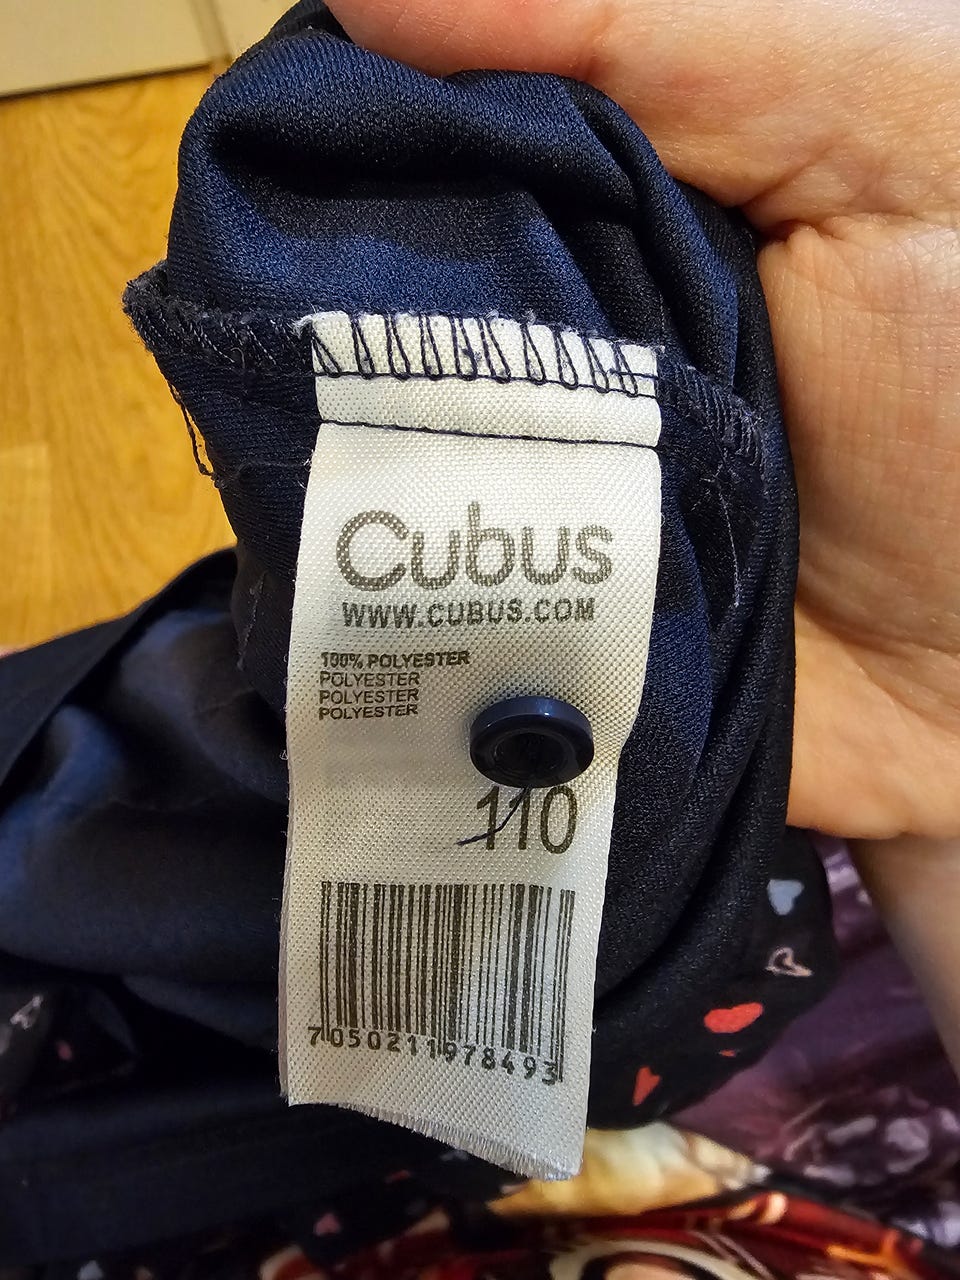 Cubus
WWW.CUBUS.COM
100% POLYESTER
POLYESTER
POLYESTER
POLYESTER
110
7050211978493